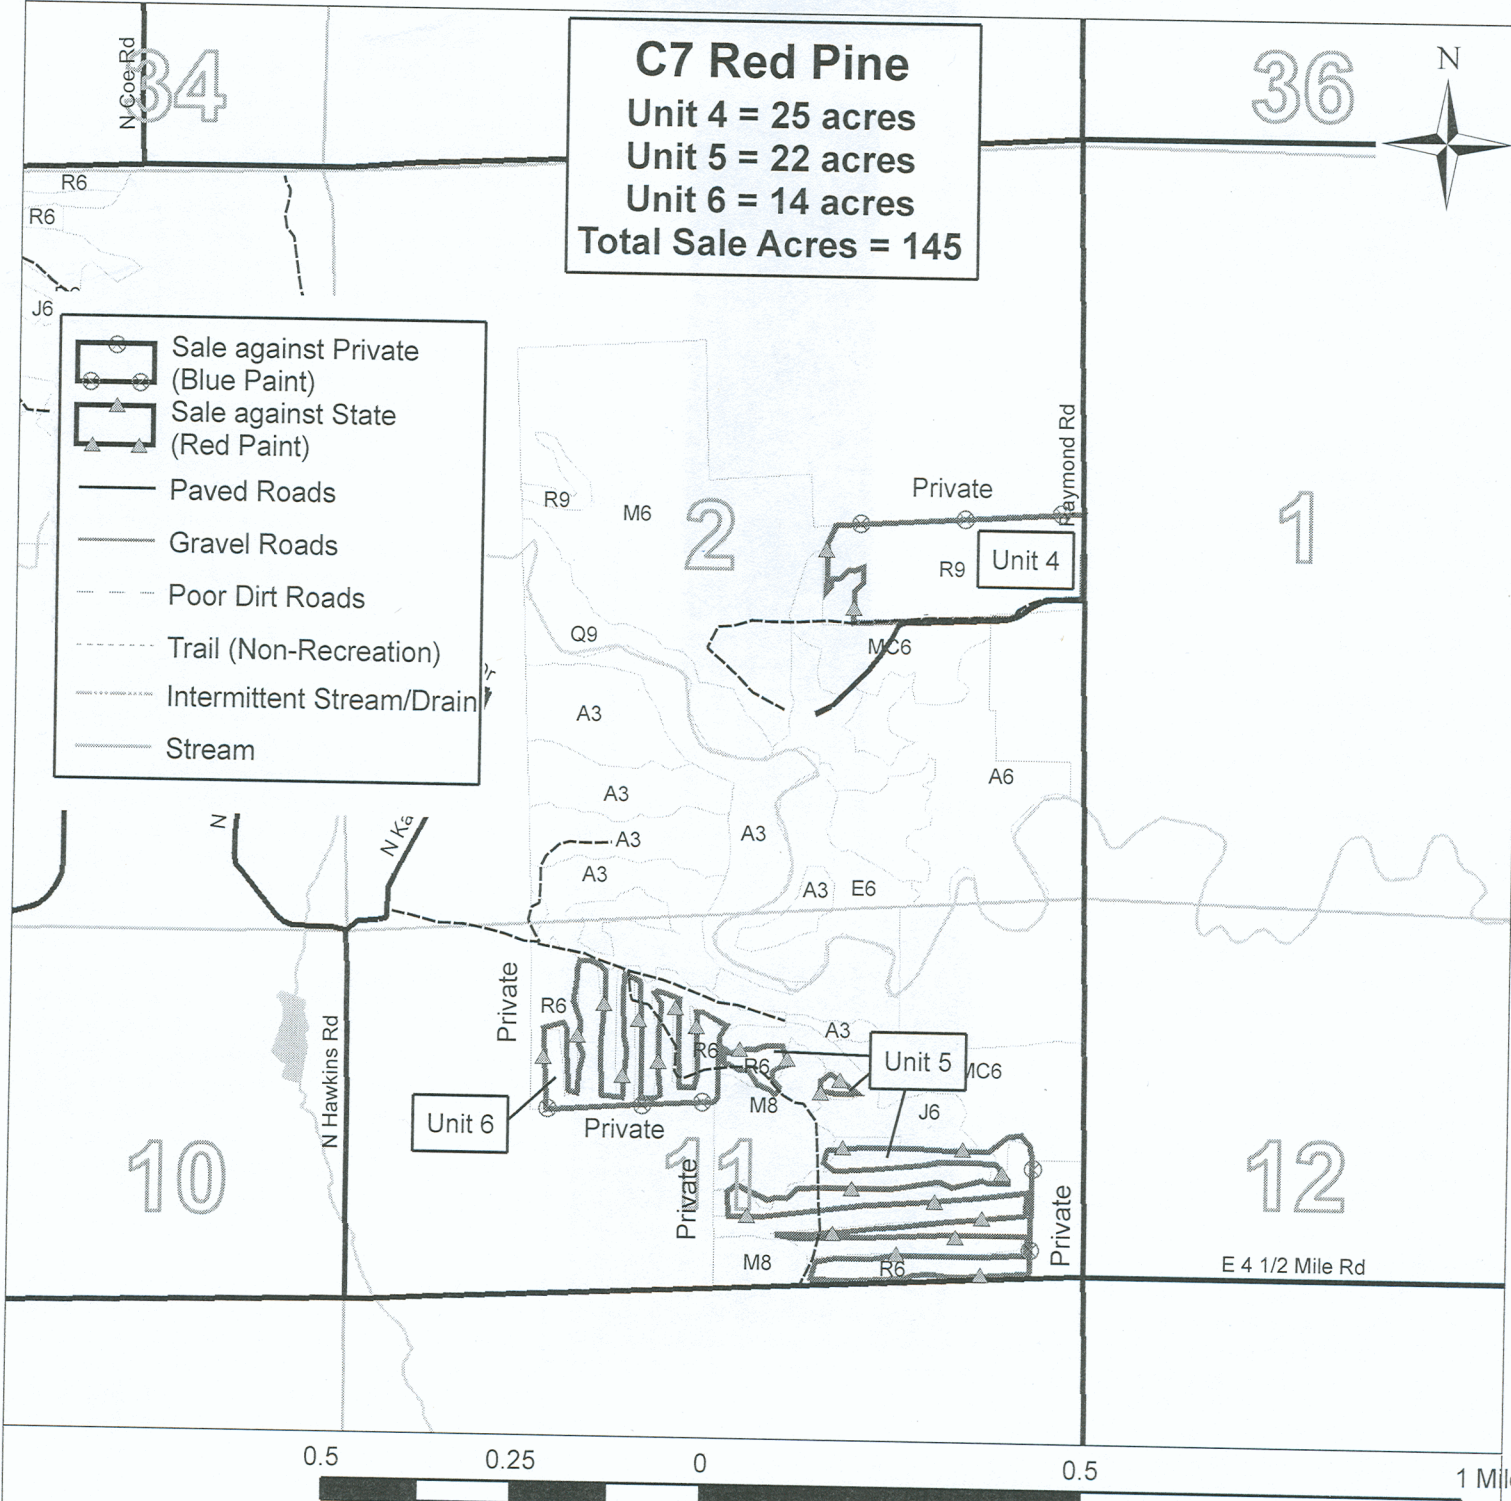 C7 Red Pine
Unit 4 = 25 acres
Unit 5 = 22 acres
Unit 6 = 14 acres
Total Sale Acres = 145
N Coe Rd
34
36
N
R6
R6
J6
Sale against Private
(Blue Paint)
Sale against State
(Red Paint)
Paved Roads
Gravel Roads
Poor Dirt Roads
Trail (Non-Recreation)
Intermittent Stream/Drain
Stream
Raymond Rd
Private
R9
M6
2
1
R9
Unit 4
Q9
MC6
A3
A6
A3
A3
A3
A3
A3
E6
N
N Ka
Private
R6
R6
R6
A3
Unit 5
MC6
M8
J6
N Hawkins Rd
Unit 6
Private
10
11
12
Private
Private
M8
R6
E 4 1/2 Mile Rd
0.5
0.25
0
0.5
1 Mil